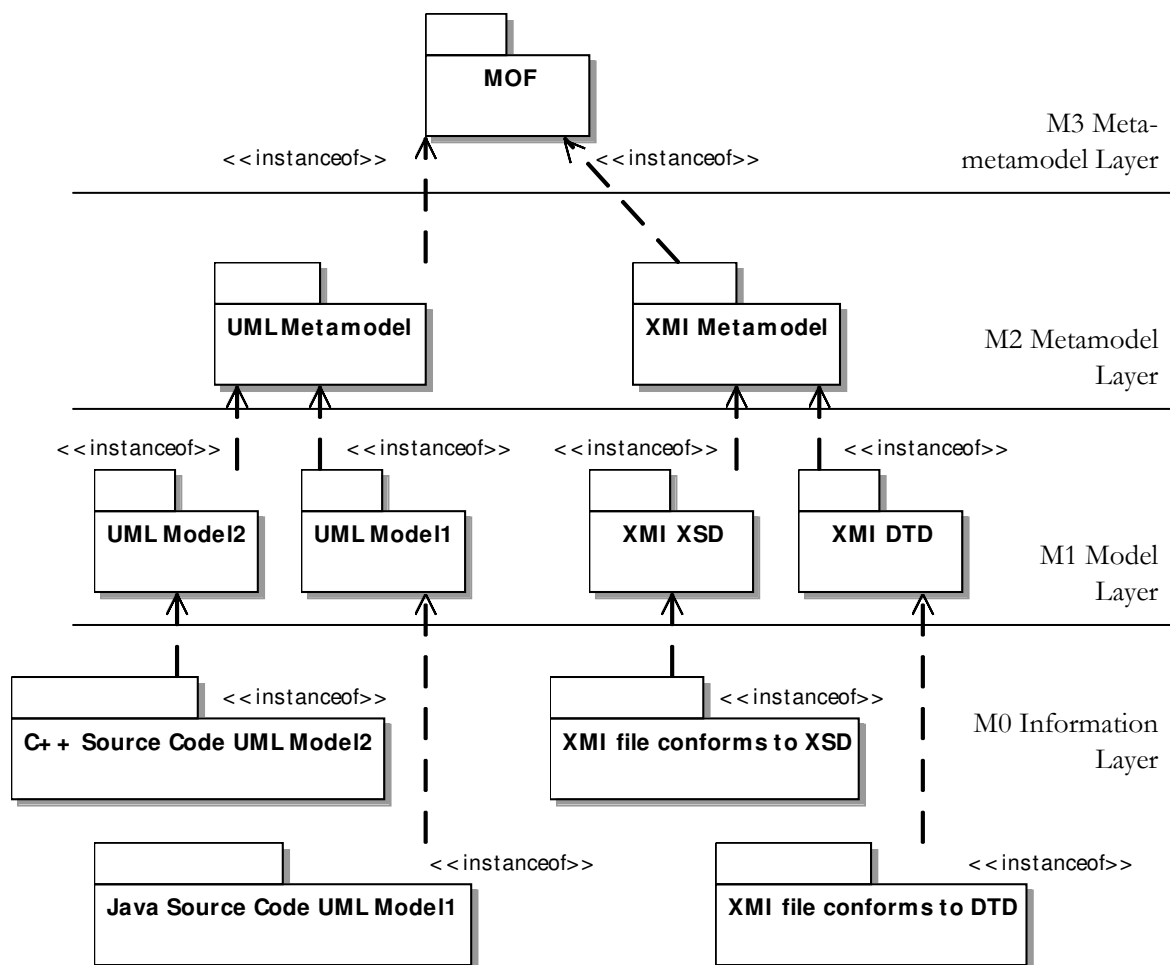 MOF
M3 Meta-
metamodel Layer
<<instanceof>>
<<instanceof>>
UML Metamodel
XMI Metamodel
M2 Metamodel
Layer
<<instanceof>>
<<instanceof>>
<<instanceof>>
<<instanceof>>
UML Model2
UML Model1
XMI XSD
XMI DTD
M1 Model
Layer
<<instanceof>>
<<instanceof>>
C++ Source Code UML Model2
XMI file conforms to XSD
M0 Information
Layer
<<instanceof>>
<<instanceof>>
Java Source Code UML Model1
XMI file conforms to DTD